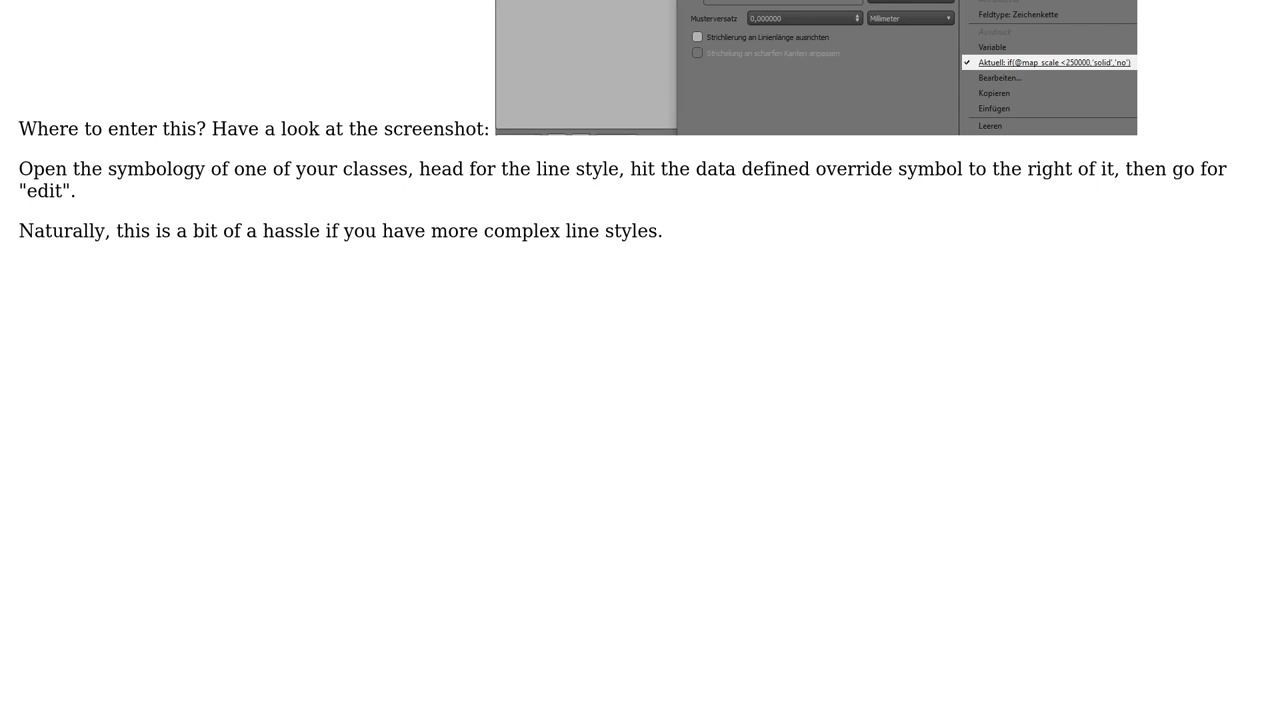 Feldtype: Zeichenkette
Musterversatz 0,000000 Millimeter
Ausdruck
Strichlierung an Linienlänge ausrichten
Variable
Strichelung an scharfen Kanten anpassen
Aktuell: if(@map_scale <250000,'solid','no')
Bearbeiten...
Kopieren
Einfügen
Leeren
Where to enter this? Have a look at the screenshot:
Open the symbology of one of your classes, head for the line style, hit the data defined override symbol to the right of it, then go for
"edit".
Naturally, this is a bit of a hassle if you have more complex line styles.